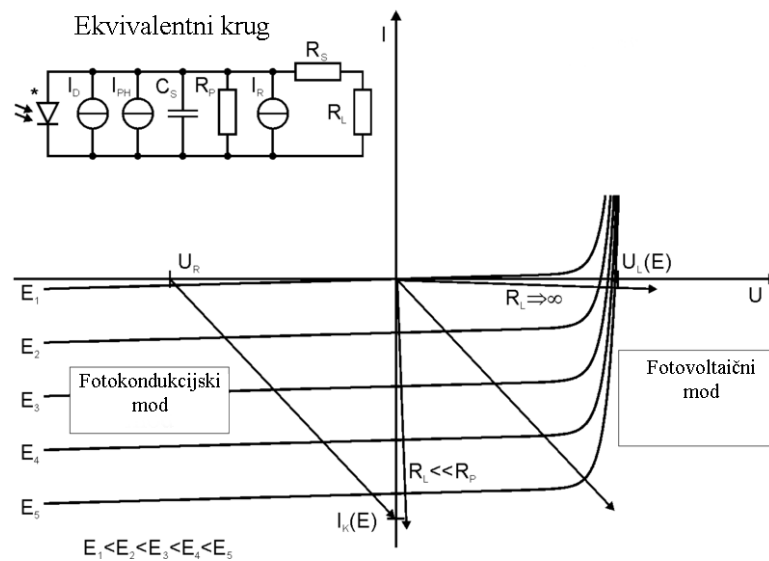 Ekvivalentni krug
I
R_S
* I_D I_PH C_S R_P I_R R_L
U_R
U_L(E)
U
E_1
R_L⇒∞
E_2
Fotokondukcijski
mod
Fotovoltaični
mod
E_3
E_4
R_L<<R_P
E_5
I_K(E)
E_1<E_2<E_3<E_4<E_5